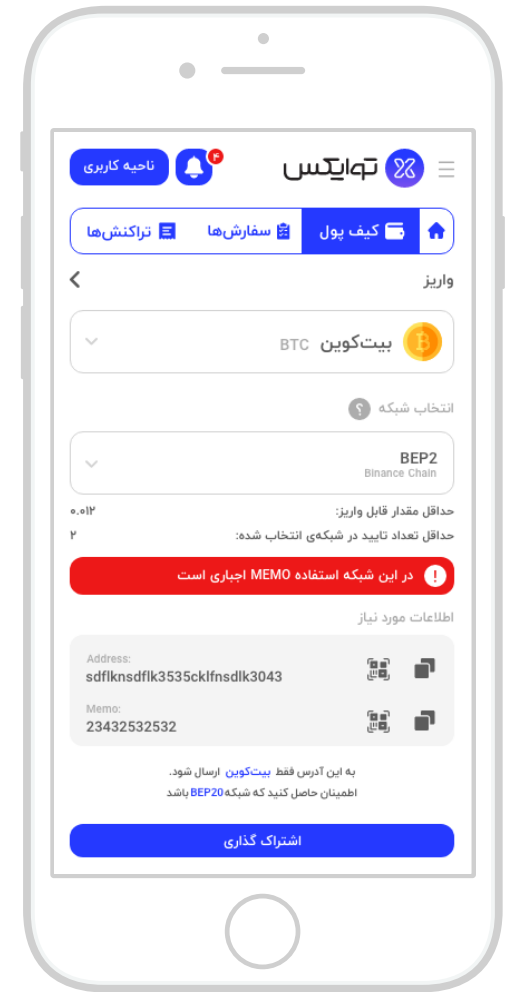 توایکس
۴
ناحیه کاربری
کیف پول
سفارش‌ها
تراکنش‌ها
واریز
بیت‌کوین BTC
انتخاب شبکه ؟
BEP2
Binance Chain
حداقل مقدار قابل واریز: ۰.۰۱۲
حداقل تعداد تایید در شبکه‌ی انتخاب شده: ۲
در این شبکه استفاده MEMO اجباری است
اطلاعات مورد نیاز
Address:
sdflknsdflk3535cklfnsdlk3043
Memo:
23432532532
به این آدرس فقط بیت‌کوین ارسال شود.
اطمینان حاصل کنید که شبکه BEP20 باشد
اشتراک گذاری